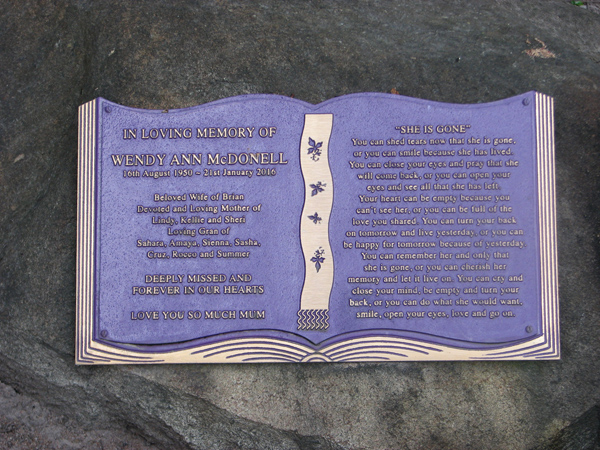 IN LOVING MEMORY OF
WENDY ANN McDONELL
16th August 1950 ~ 21st January 2016
Beloved Wife of Brian
Devoted and Loving Mother of
Lindy, Kellie and Sheri
Loving Gran of
Sahara, Amaya, Sienna, Sasha,
Cruz, Rocco and Summer
DEEPLY MISSED AND
FOREVER IN OUR HEARTS
LOVE YOU SO MUCH MUM
"SHE IS GONE"
You can shed tears now that she is gone,
or you can smile because she has lived.
You can close your eyes and pray that she
will come back, or you can open your
eyes and see all that she has left.
Your heart can be empty because you
can't see her, or you can be full of the
love you shared. You can turn your back
on tomorrow and live yesterday, or you can
be happy for tomorrow because of yesterday.
You can remember her and only that
she is gone, or you can cherish her
memory and let it live on. You can cry and
close your mind, be empty and turn your
back, or you can do what she would want,
smile, open your eyes, love and go on.